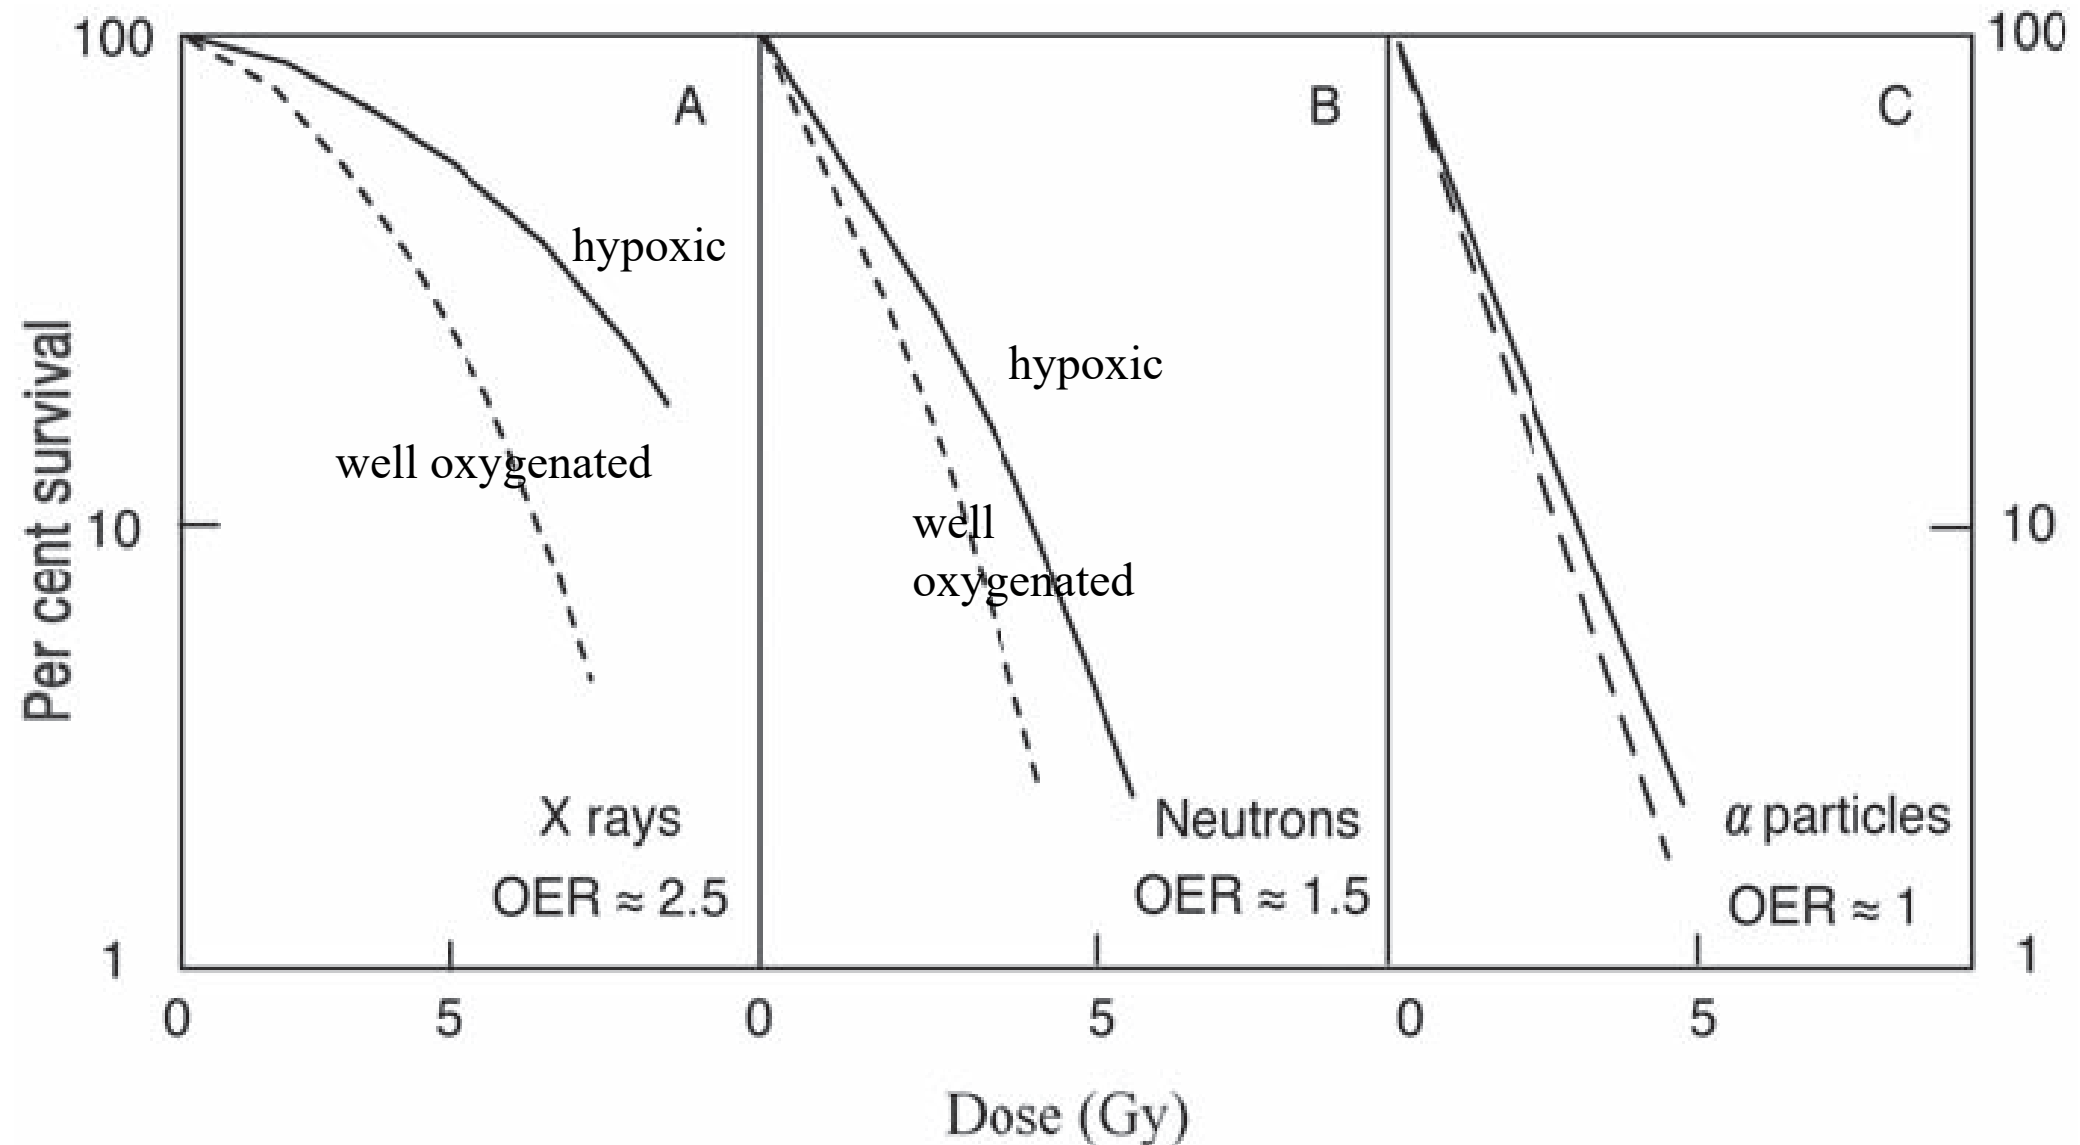 100
100
A
B
C
hypoxic
hypoxic
well oxygenated
well
oxygenated
Per cent survival
10
10
X rays
OER ≈ 2.5
Neutrons
OER ≈ 1.5
α particles
OER ≈ 1
1
1
0
5
0
5
0
5
Dose (Gy)